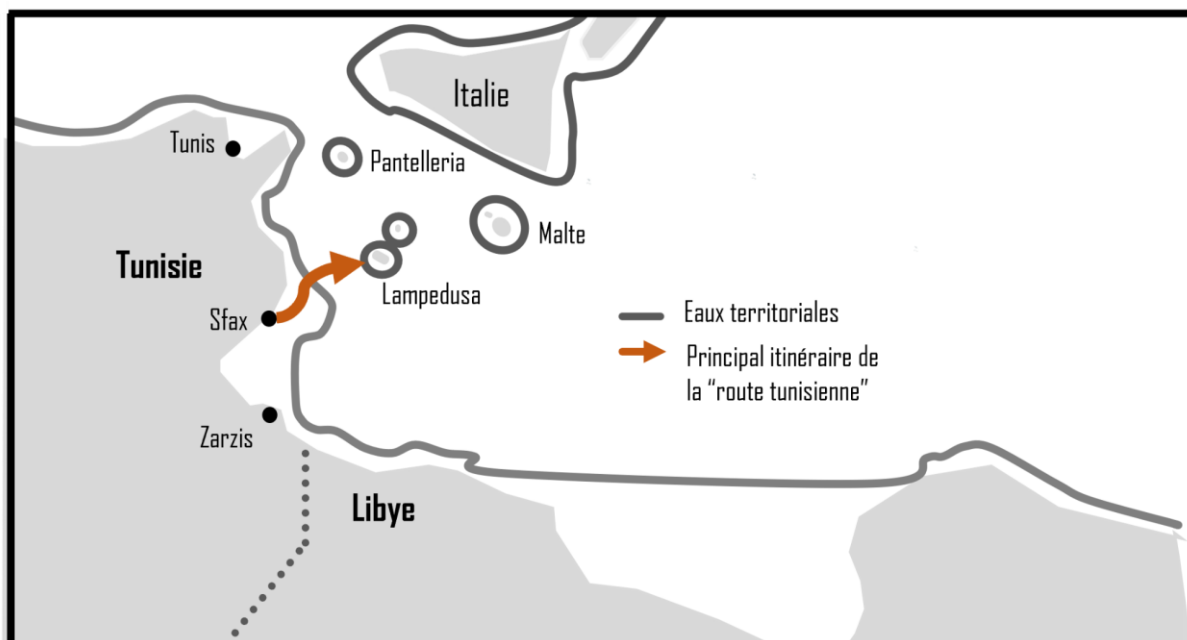 Italie
Tunis
Pantelleria
Malte
Tunisie
Lampedusa
Sfax
Eaux territoriales
Principal itinéraire de
la “route tunisienne”
Zarzis
Libye